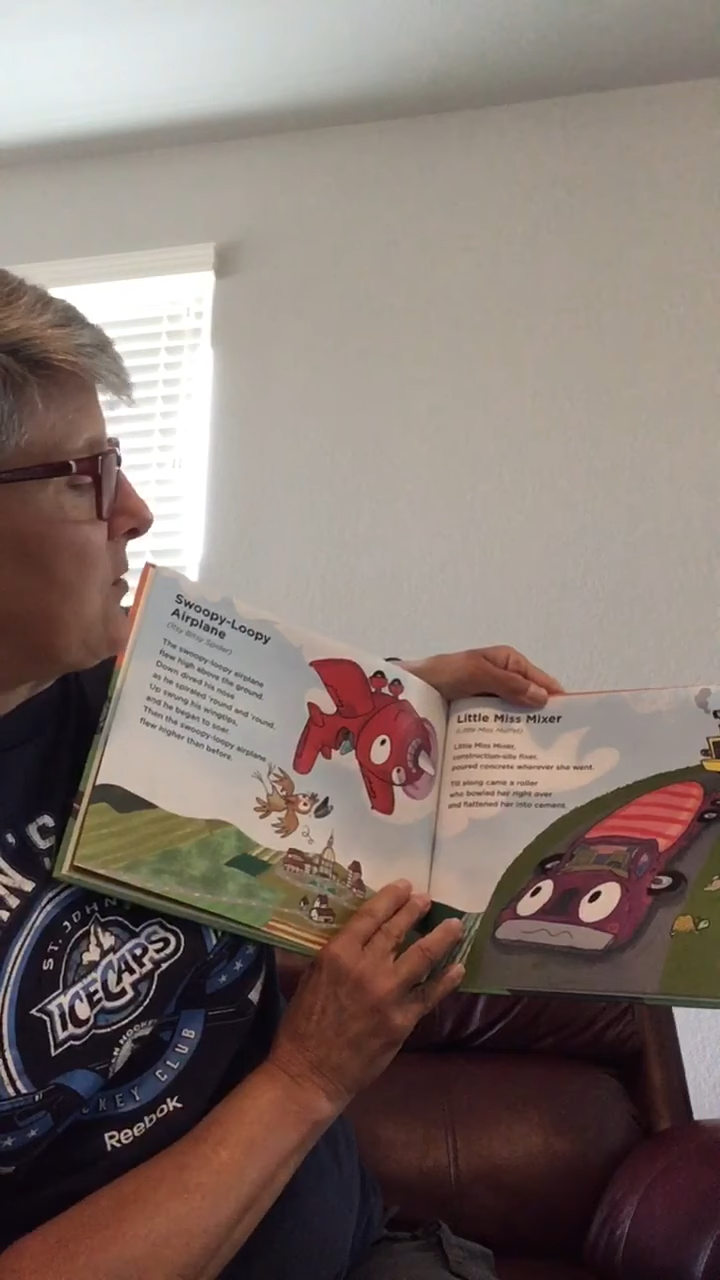 Swoopy-Loopy
Airplane
(Itsy Bitsy Spider)
The swoopy-loopy airplane
flew high above the ground.
Down dived his nose
as he spiraled 'round and 'round.
Up swung his wingtips,
and he began to soar.
Then the swoopy-loopy airplane
flew higher than before.
Little Miss Mixer
(Little Miss Muffet)
Little Miss Mixer,
construction-site fixer,
poured concrete wherever she went.
Till along came a roller
who bowled her right over
and flattened her into cement.
N'S
ST. JOHN'
ICECAPS
KEY CLUB
Reebok